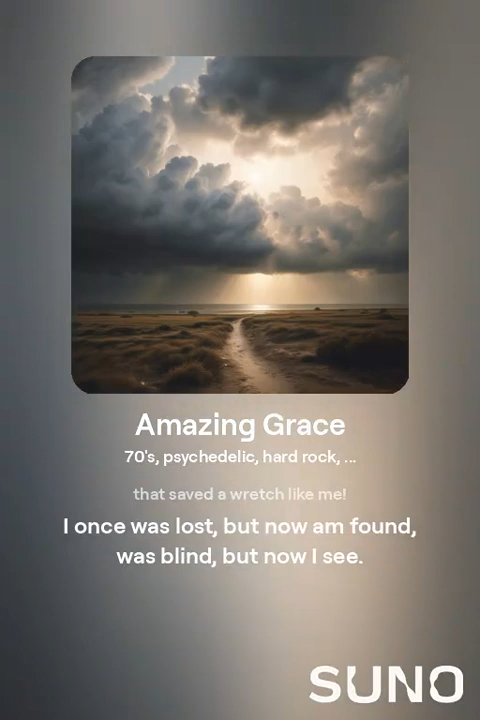 Amazing Grace
70's, psychedelic, hard rock, ...
that saved a wretch like me!
I once was lost, but now am found,
was blind, but now I see.
SUNO